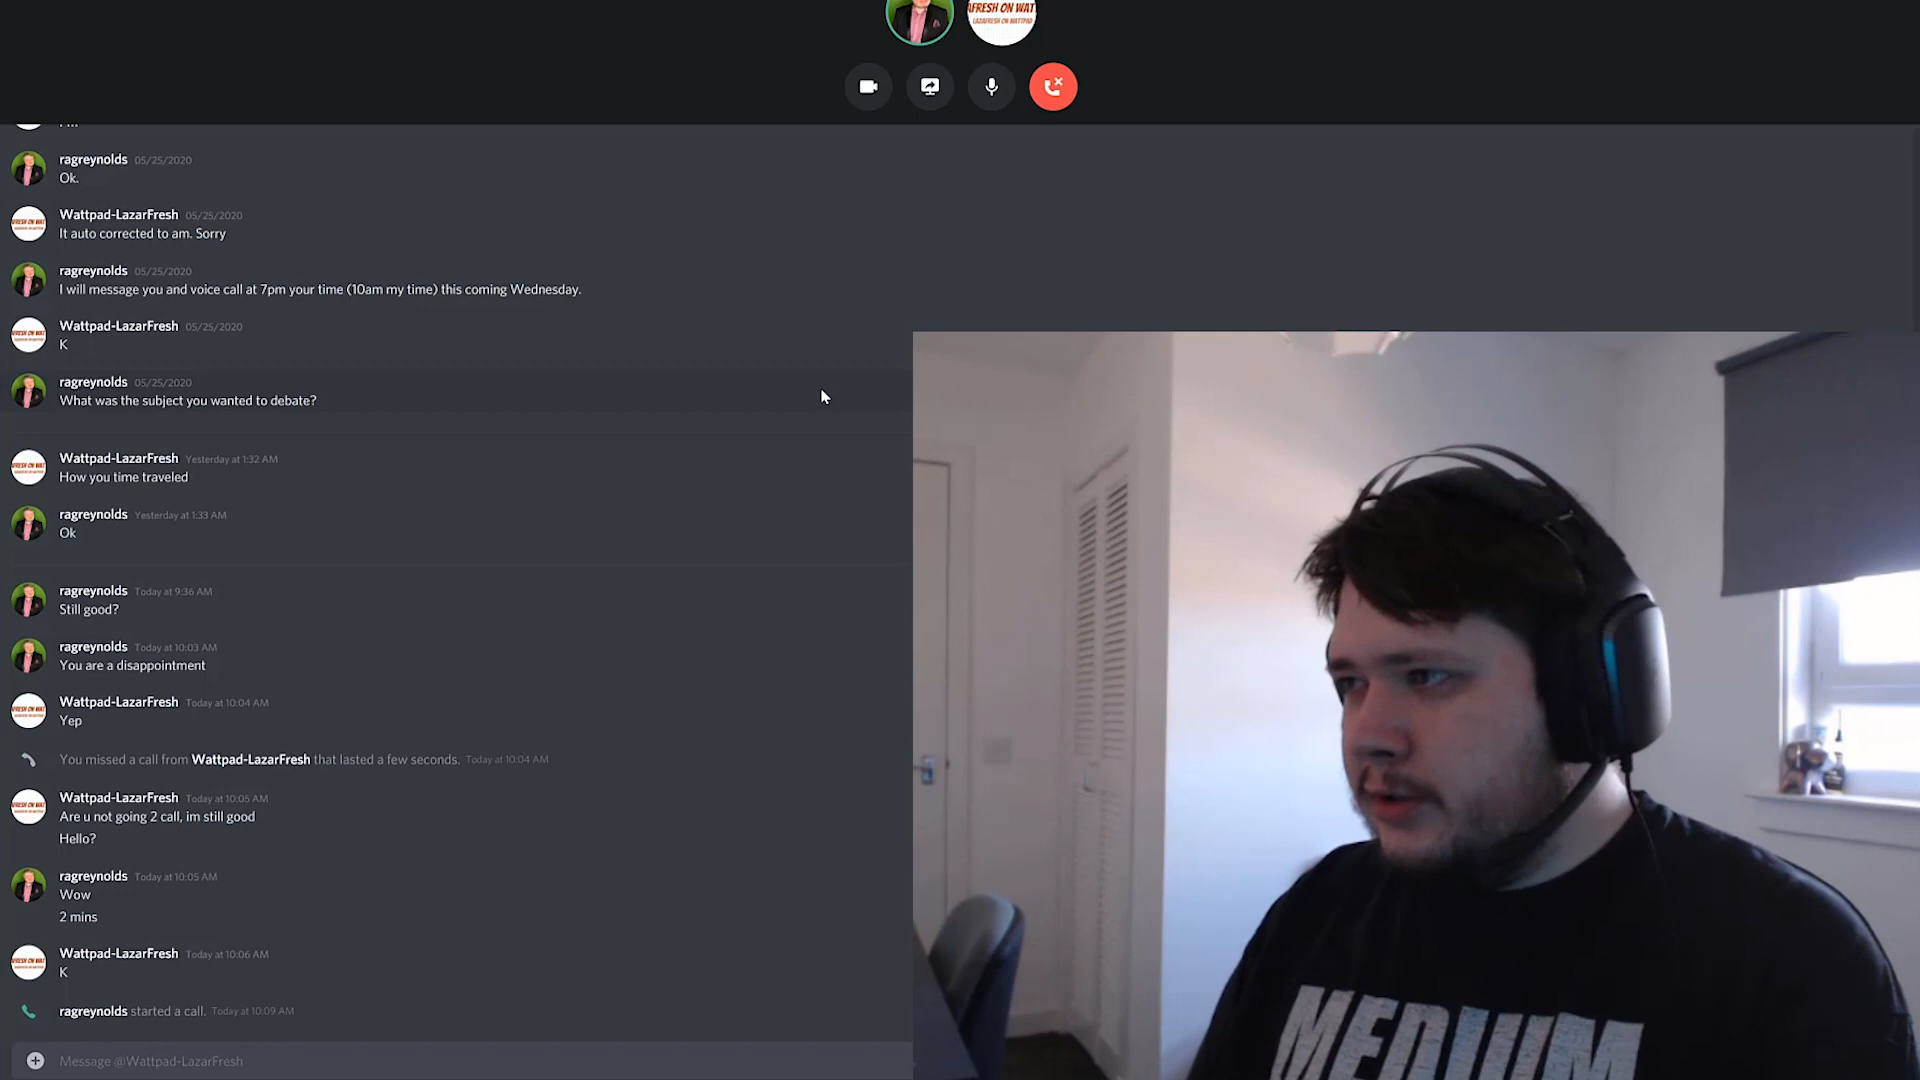 AFRESH ON WAT
LAZAFRESH ON WATTPAD
ragreynolds 05/25/2020
Ok.
Wattpad-LazarFresh 05/25/2020
It auto corrected to am. Sorry
ragreynolds 05/25/2020
I will message you and voice call at 7pm your time (10am my time) this coming Wednesday.
Wattpad-LazarFresh 05/25/2020
K
ragreynolds 05/25/2020
What was the subject you wanted to debate?
Wattpad-LazarFresh Yesterday at 1:32 AM
How you time traveled
ragreynolds Yesterday at 1:33 AM
Ok
ragreynolds Today at 9:36 AM
Still good?
ragreynolds Today at 10:03 AM
You are a disappointment
Wattpad-LazarFresh Today at 10:04 AM
Yep
You missed a call from Wattpad-LazarFresh that lasted a few seconds. Today at 10:04 AM
Wattpad-LazarFresh Today at 10:05 AM
Are u not going 2 call, im still good
Hello?
ragreynolds Today at 10:05 AM
Wow
2 mins
Wattpad-LazarFresh Today at 10:06 AM
K
ragreynolds started a call. Today at 10:09 AM
Message @Wattpad-LazarFresh
MEDIUM